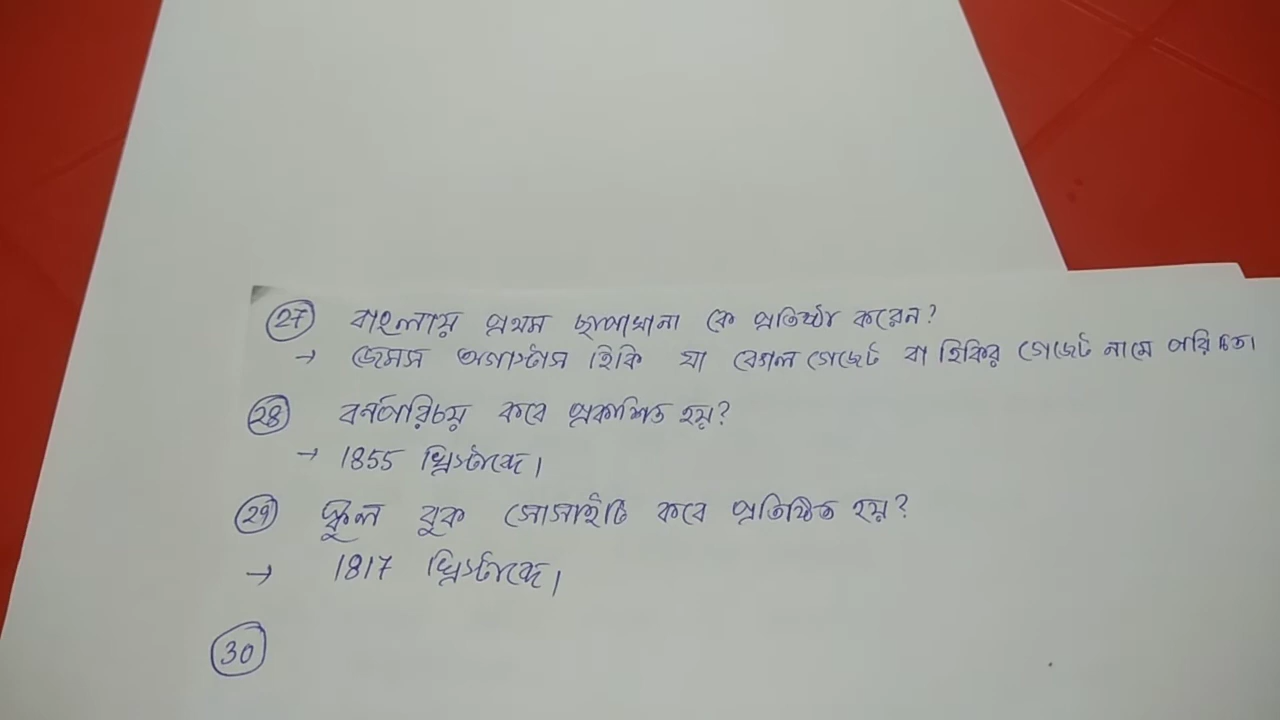 27 বাংলায় প্রথম ছাপাখানা কে প্রতিষ্ঠা করেন?
→ জেমস অগাস্টাস হিকি যা বেঙ্গল গেজেট বা হিকির গেজেট নামে পরিচিত।
28 বর্ণপরিচয় কবে প্রকাশিত হয়?
→ 1855 খ্রিস্টাব্দে।
29 স্কুল বুক সোসাইটি কবে প্রতিষ্ঠিত হয়?
→ 1817 খ্রিস্টাব্দে।
30